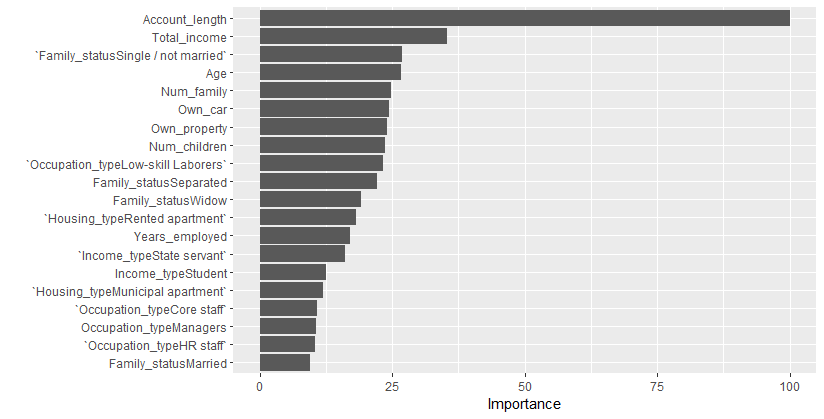 Account_length
Total_income
`Family_statusSingle / not married`
Age
Num_family
Own_car
Own_property
Num_children
`Occupation_typeLow-skill Laborers`
Family_statusSeparated
Family_statusWidow
`Housing_typeRented apartment`
Years_employed
`Income_typeState servant`
Income_typeStudent
`Housing_typeMunicipal apartment`
`Occupation_typeCore staff`
Occupation_typeManagers
`Occupation_typeHR staff`
Family_statusMarried
0 25 50 75 100
Importance